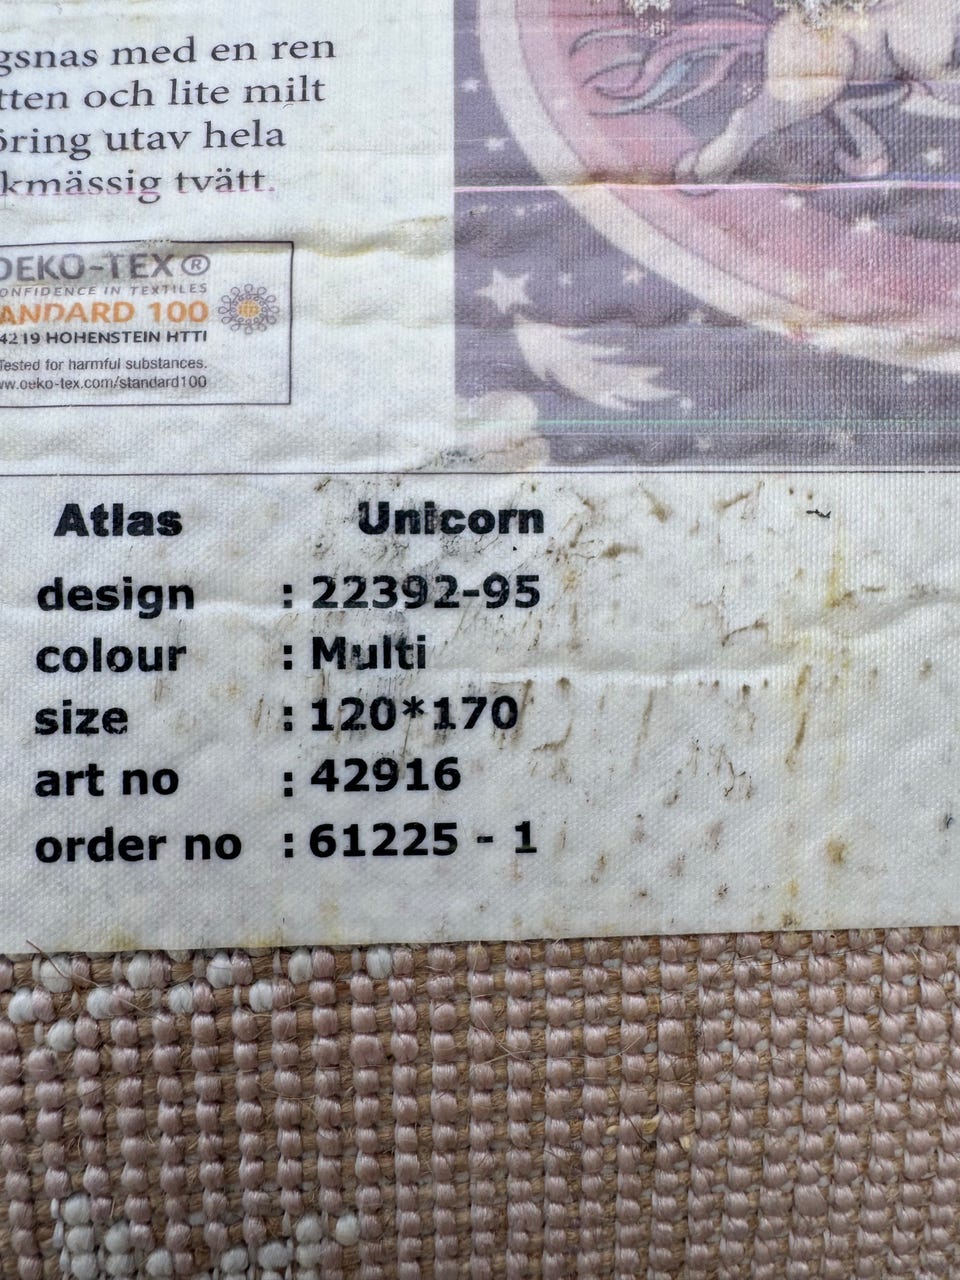 gsnas med en ren
tten och lite milt
öring utav hela
kmässig tvätt.
OEKO-TEX®
CONFIDENCE IN TEXTILES
STANDARD 100
4219 HOHENSTEIN HTTI
Tested for harmful substances.
www.oeko-tex.com/standard100
Atlas Unicorn
design : 22392-95
colour : Multi
size : 120*170
art no : 42916
order no : 61225 - 1